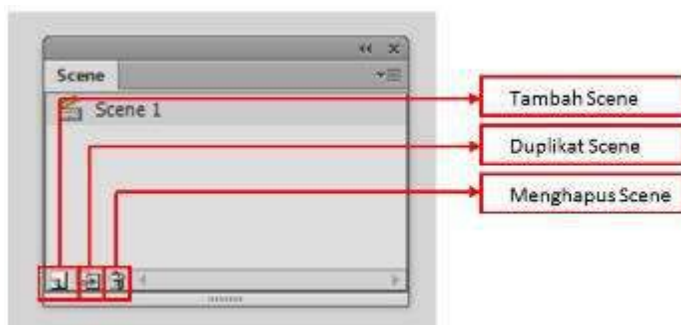 Scene
Scene 1
Tambah Scene
Duplikat Scene
Menghapus Scene